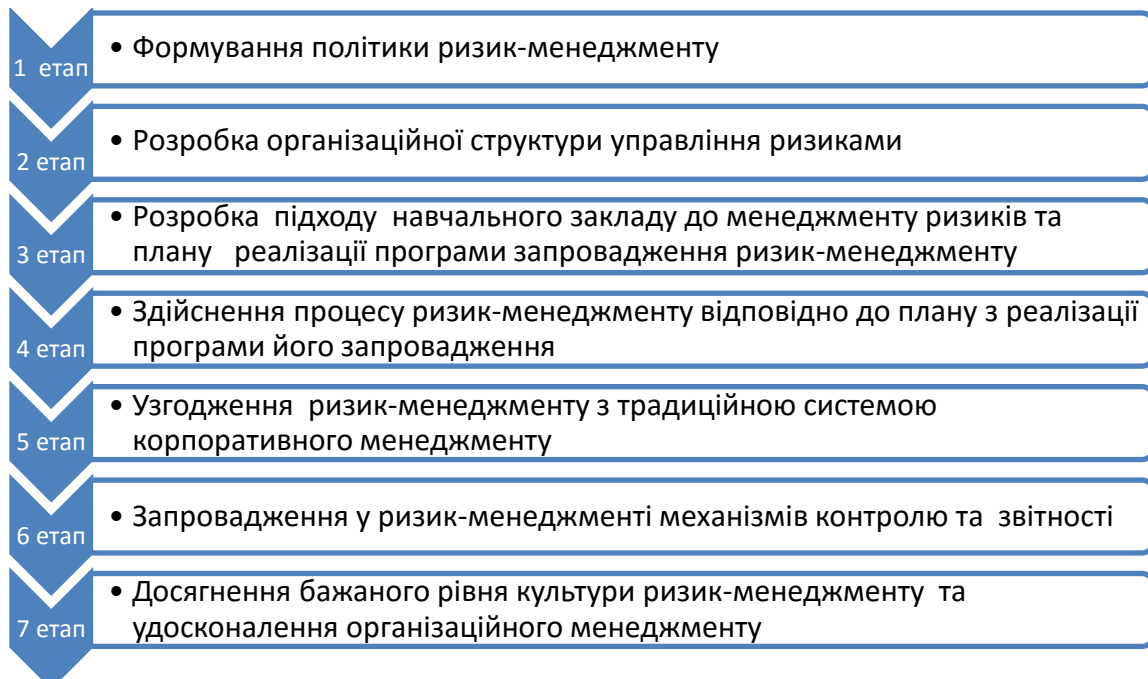 1 етап
• Формування політики ризик-менеджменту
2 етап
• Розробка організаційної структури управління ризиками
3 етап
• Розробка підходу навчального закладу до менеджменту ризиків та
плану реалізації програми запровадження ризик-менеджменту
4 етап
• Здійснення процесу ризик-менеджменту відповідно до плану з реалізації
програми його запровадження
5 етап
• Узгодження ризик-менеджменту з традиційною системою
корпоративного менеджменту
6 етап
• Запровадження у ризик-менеджменті механізмів контролю та звітності
7 етап
• Досягнення бажаного рівня культури ризик-менеджменту та
удосконалення організаційного менеджменту